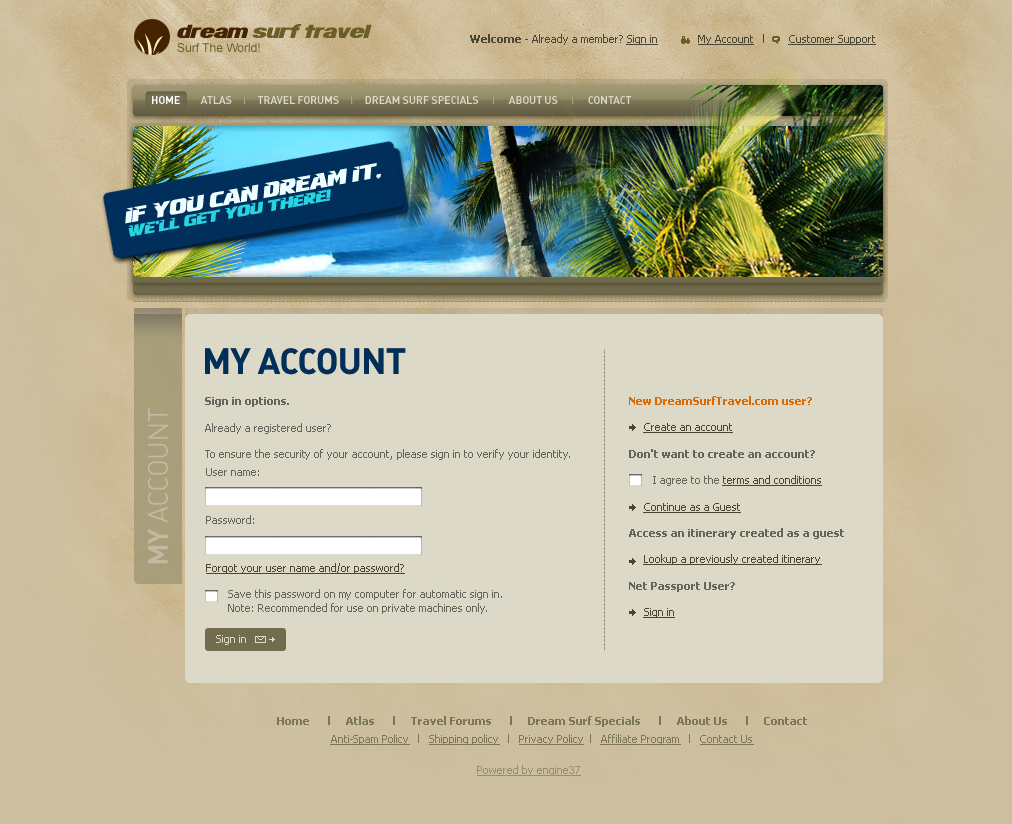 dream surf travel
Surf The World!
Welcome - Already a member? Sign in
My Account | Customer Support
HOME | ATLAS | TRAVEL FORUMS | DREAM SURF SPECIALS | ABOUT US | CONTACT
IF YOU CAN DREAM IT.
WE'LL GET YOU THERE!
MY ACCOUNT
MY ACCOUNT
Sign in options.
Already a registered user?
To ensure the security of your account, please sign in to verify your identity.
User name:
Password:
Forgot your user name and/or password?
Save this password on my computer for automatic sign in.
Note: Recommended for use on private machines only.
Sign in
New DreamSurfTravel.com user?
Create an account
Don't want to create an account?
I agree to the terms and conditions
Continue as a Guest
Access an itinerary created as a guest
Lookup a previously created itinerary
Net Passport User?
Sign in
Home | Atlas | Travel Forums | Dream Surf Specials | About Us | Contact
Anti-Spam Policy | Shipping policy | Privacy Policy | Affiliate Program | Contact Us
Powered by engine37